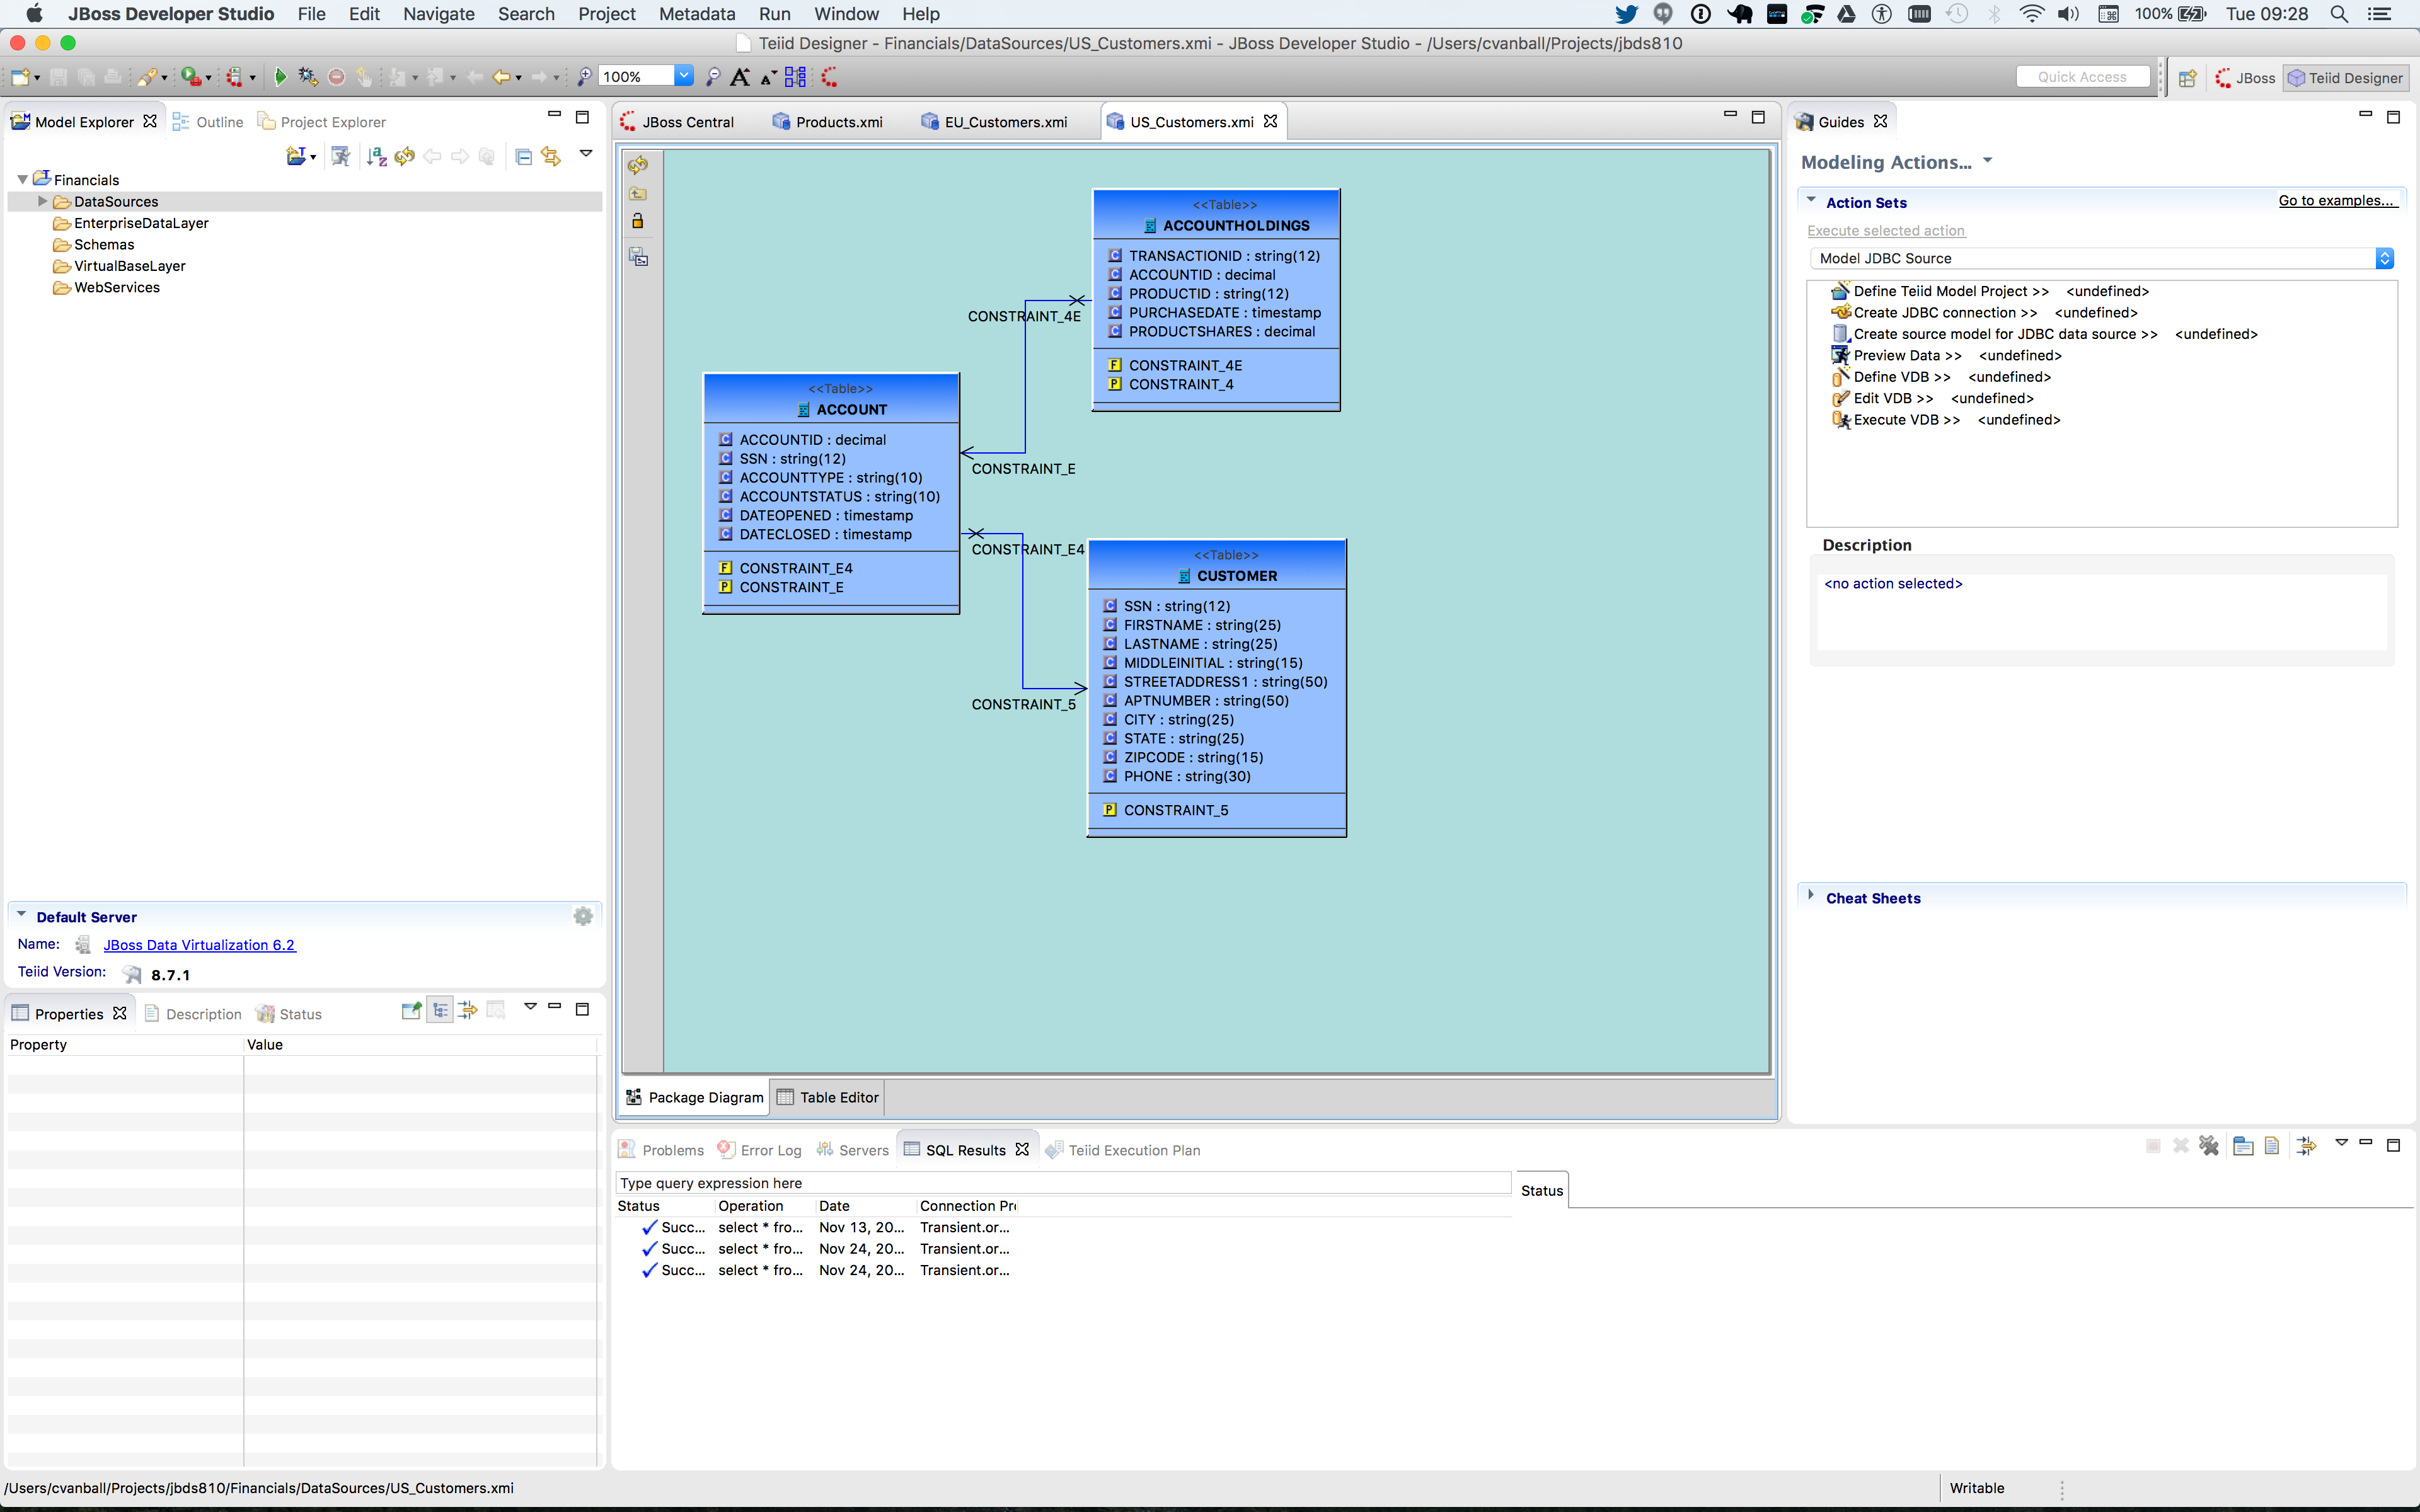 JBoss Developer Studio File Edit Navigate Search Project Metadata Run Window Help 100% Tue 09:28
Teiid Designer - Financials/DataSources/US_Customers.xmi - JBoss Developer Studio - /Users/cvanball/Projects/jbds810
100% Quick Access JBoss Teiid Designer
Model Explorer Outline Project Explorer
Financials
DataSources
EnterpriseDataLayer
Schemas
VirtualBaseLayer
WebServices
Default Server
Name: JBoss Data Virtualization 6.2
Teiid Version: 8.7.1
Properties Description Status
Property Value
JBoss Central Products.xmi EU_Customers.xmi US_Customers.xmi
<<Table>>
ACCOUNTHOLDINGS
TRANSACTIONID : string(12)
ACCOUNTID : decimal
PRODUCTID : string(12)
PURCHASEDATE : timestamp
PRODUCTSHARES : decimal
F CONSTRAINT_4E
P CONSTRAINT_4
CONSTRAINT_4E
CONSTRAINT_E
<<Table>>
ACCOUNT
ACCOUNTID : decimal
SSN : string(12)
ACCOUNTTYPE : string(10)
ACCOUNTSTATUS : string(10)
DATEOPENED : timestamp
DATECLOSED : timestamp
F CONSTRAINT_E4
P CONSTRAINT_E
CONSTRAINT_E4
CONSTRAINT_5
<<Table>>
CUSTOMER
SSN : string(12)
FIRSTNAME : string(25)
LASTNAME : string(25)
MIDDLEINITIAL : string(15)
STREETADDRESS1 : string(50)
APTNUMBER : string(50)
CITY : string(25)
STATE : string(25)
ZIPCODE : string(15)
PHONE : string(30)
P CONSTRAINT_5
Package Diagram Table Editor
Guides
Modeling Actions...
Action Sets Go to examples...
Execute selected action
Model JDBC Source
Define Teiid Model Project >> <undefined>
Create JDBC connection >> <undefined>
Create source model for JDBC data source >> <undefined>
Preview Data >> <undefined>
Define VDB >> <undefined>
Edit VDB >> <undefined>
Execute VDB >> <undefined>
Description
<no action selected>
Cheat Sheets
Problems Error Log Servers SQL Results Teiid Execution Plan
Type query expression here
Status Operation Date Connection Pr
Succ... select * fro... Nov 13, 20... Transient.or...
Succ... select * fro... Nov 24, 20... Transient.or...
Succ... select * fro... Nov 24, 20... Transient.or...
Status
/Users/cvanball/Projects/jbds810/Financials/DataSources/US_Customers.xmi Writable